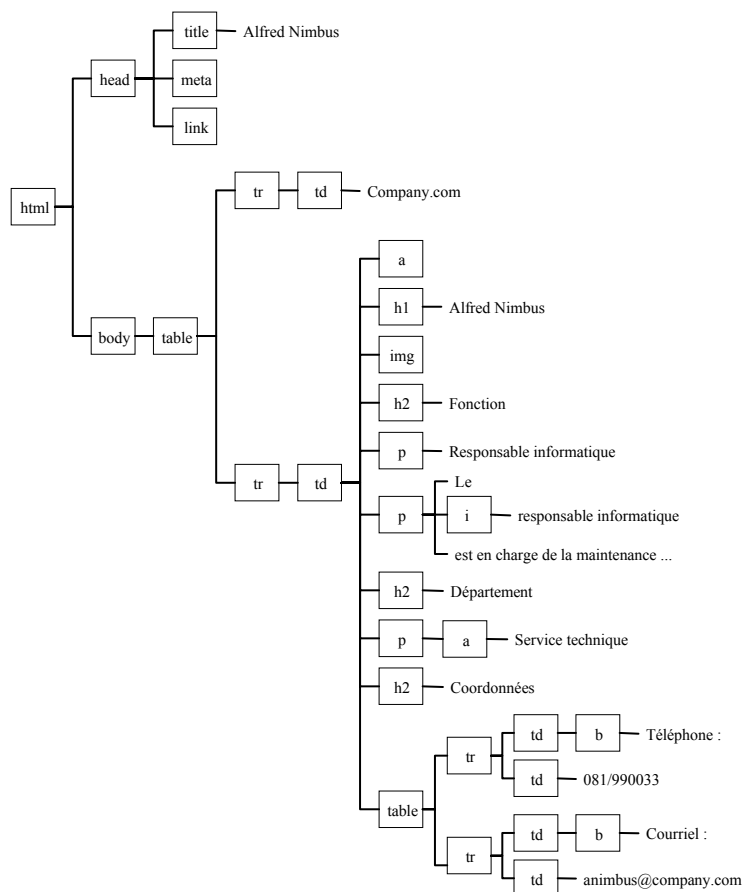 title Alfred Nimbus
head meta
link
html
tr td Company.com
a
h1 Alfred Nimbus
body table img
h2 Fonction
p Responsable informatique
tr td
Le
p i responsable informatique
est en charge de la maintenance ...
h2 Département
p a Service technique
h2 Coordonnées
td b Téléphone :
tr
td 081/990033
table
td b Courriel :
tr
td animbus@company.com